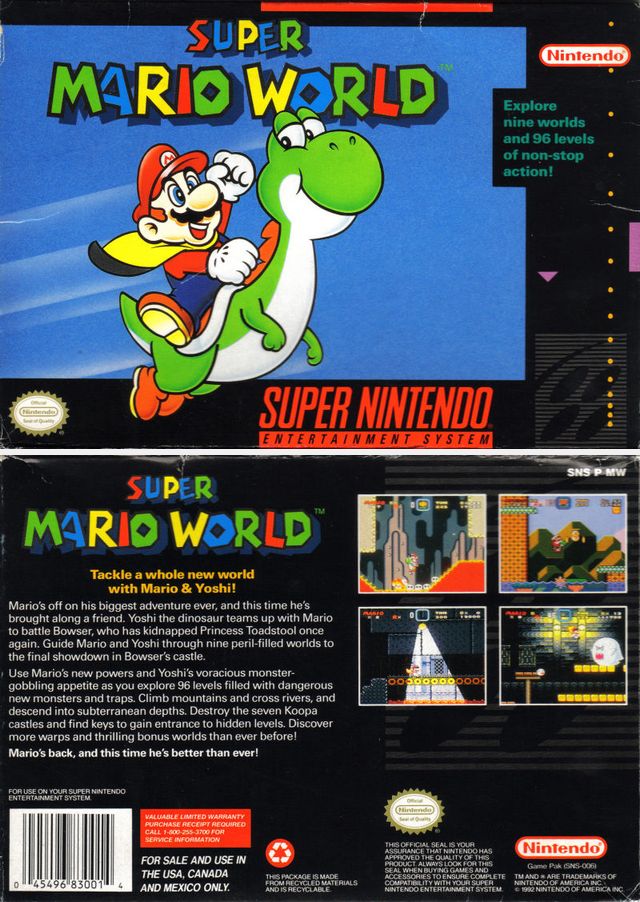 SUPER
MARIO WORLD™
Nintendo®
Explore
nine worlds
and 96 levels
of non-stop
action!
Official
Nintendo
Seal of Quality
SUPER NINTENDO
ENTERTAINMENT SYSTEM
SNS P MW
SUPER
MARIO WORLD™
Tackle a whole new world
with Mario & Yoshi!
Mario's off on his biggest adventure ever, and this time he's
brought along a friend. Yoshi the dinosaur teams up with Mario
to battle Bowser, who has kidnapped Princess Toadstool once
again. Guide Mario and Yoshi through nine peril-filled worlds to
the final showdown in Bowser's castle.
Use Mario's new powers and Yoshi's voracious monster-
gobbling appetite as you explore 96 levels filled with dangerous
new monsters and traps. Climb mountains and cross rivers, and
descend into subterranean depths. Destroy the seven Koopa
castles and find keys to gain entrance to hidden levels. Discover
more warps and thrilling bonus worlds than ever before!
Mario's back, and this time he's better than ever!
FOR USE ON YOUR SUPER NINTENDO
ENTERTAINMENT SYSTEM.
0 45496 83001 4
VALUABLE LIMITED WARRANTY
PURCHASE RECEIPT REQUIRED
CALL 1-800-255-3700 FOR
SERVICE INFORMATION
FOR SALE AND USE IN
THE USA, CANADA
AND MEXICO ONLY.
THIS PACKAGE IS MADE
FROM RECYCLED MATERIALS
AND IS RECYCLABLE.
Official
Nintendo
Seal of Quality
THIS OFFICIAL SEAL IS YOUR
ASSURANCE THAT NINTENDO HAS
APPROVED THE QUALITY OF THIS
PRODUCT. ALWAYS LOOK FOR THIS
SEAL WHEN BUYING GAMES AND
ACCESSORIES TO ENSURE COMPLETE
COMPATIBILITY WITH YOUR SUPER
NINTENDO ENTERTAINMENT SYSTEM.
Nintendo®
Game Pak (SNS-006)
TM AND ® ARE TRADEMARKS OF
NINTENDO OF AMERICA INC.
© 1992 NINTENDO OF AMERICA INC.